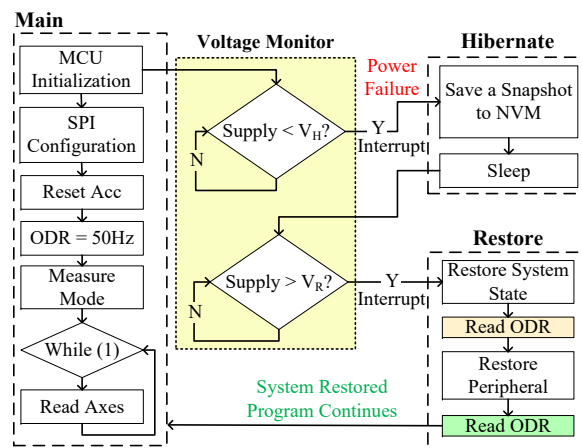 Main
MCU
Initialization
SPI
Configuration
Reset Acc
ODR = 50Hz
Measure
Mode
While (1)
Read Axes
Voltage Monitor
Supply < V_H?
N
Y
Interrupt
Power
Failure
Supply > V_R?
N
Y
Interrupt
Hibernate
Save a Snapshot
to NVM
Sleep
Restore
Restore System
State
Read ODR
Restore
Peripheral
Read ODR
System Restored
Program Continues